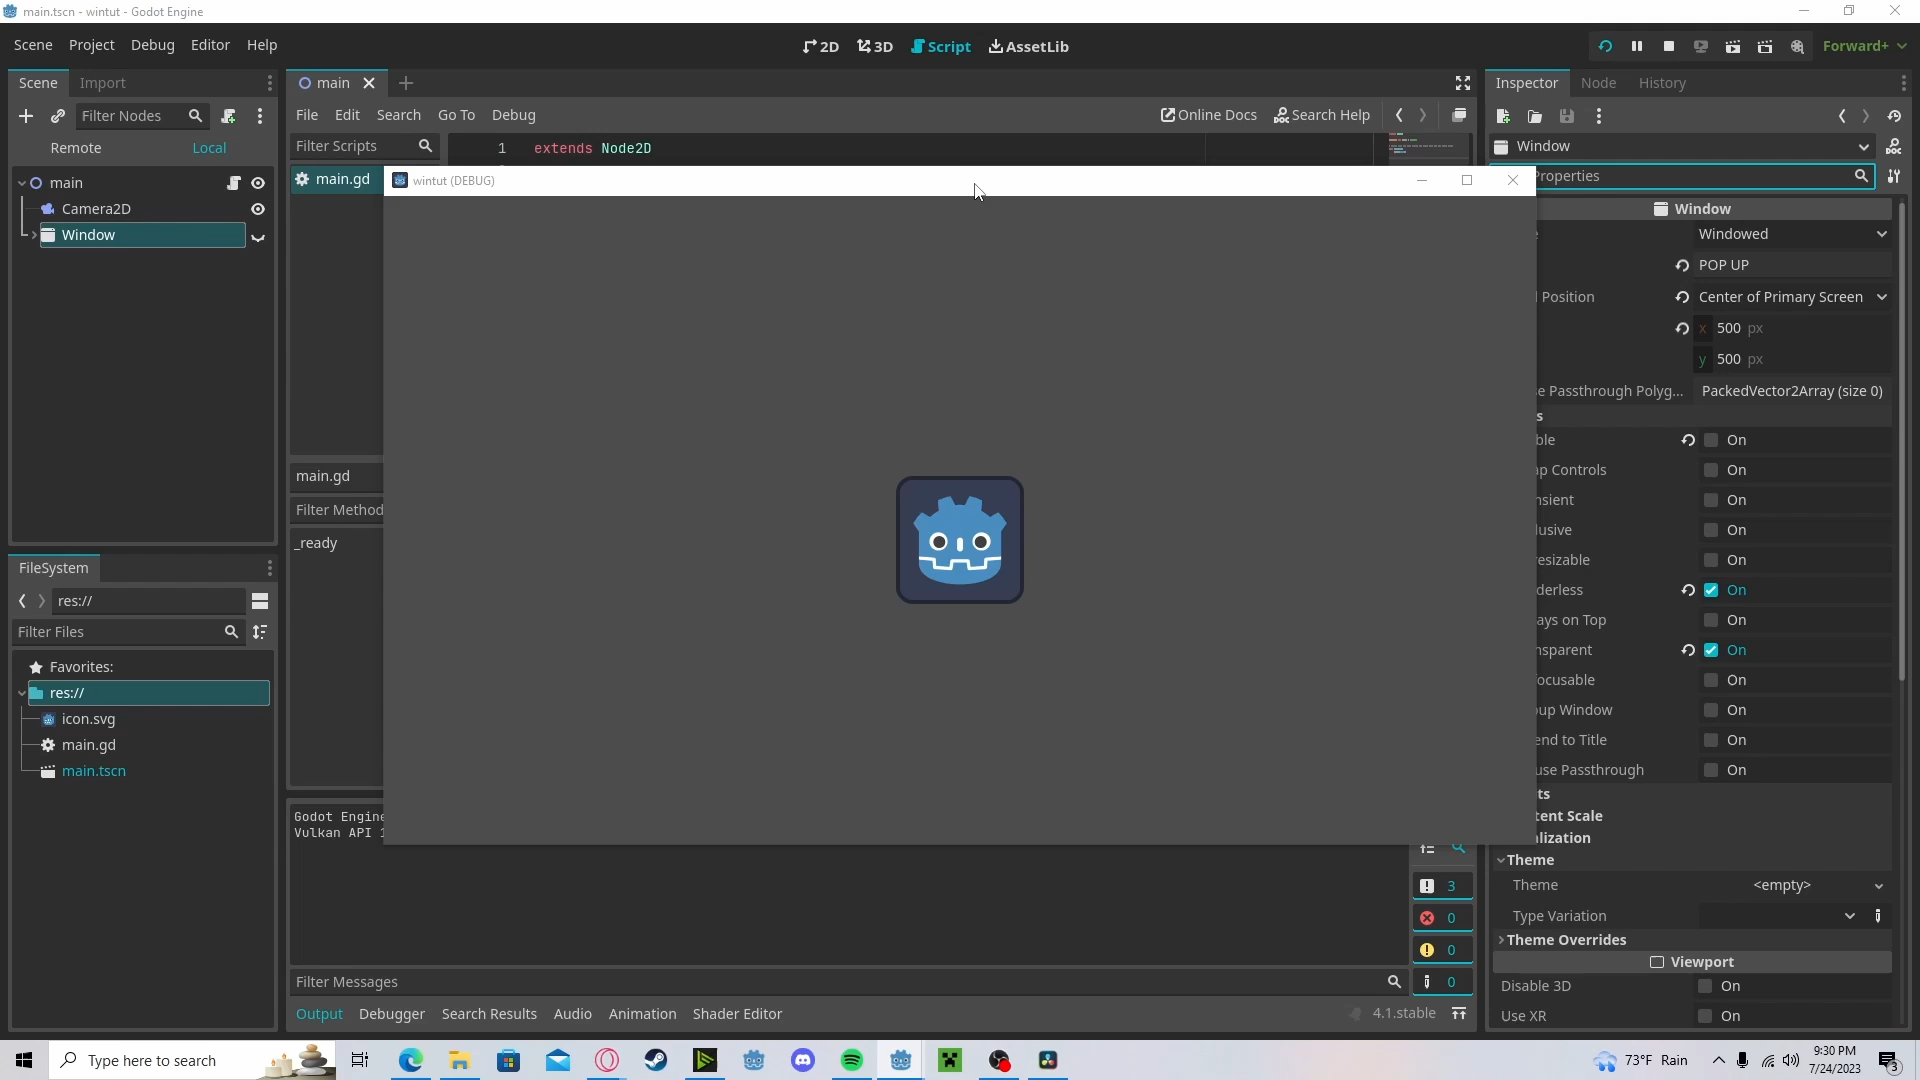 main.tscn - wintut - Godot Engine
Scene Project Debug Editor Help
2D 3D Script AssetLib
Forward+
Scene Import
main
Inspector Node History
Filter Nodes
File Edit Search Go To Debug
Online Docs Search Help
Remote Local
Filter Scripts
1 extends Node2D
Window
main
Camera2D
Window
main.gd
wintut (DEBUG)
Properties
Window
Windowed
POP UP
Position Center of Primary Screen
x 500 px
y 500 px
se Passthrough Polyg... PackedVector2Array (size 0)
s
ble On
ap Controls On
nsient On
lusive On
esizable On
derless On
ays on Top On
nsparent On
ocusable On
pup Window On
end to Title On
use Passthrough On
ts
tent Scale
lization
Theme
Theme <empty>
Type Variation
Theme Overrides
Viewport
Disable 3D On
Use XR On
main.gd
Filter Method
_ready
FileSystem
res://
Filter Files
Favorites:
res://
icon.svg
main.gd
main.tscn
Godot Engine
Vulkan API 1
3
0
0
0
Filter Messages
Output Debugger Search Results Audio Animation Shader Editor
4.1.stable
Type here to search
73°F Rain
9:30 PM
7/24/2023
3